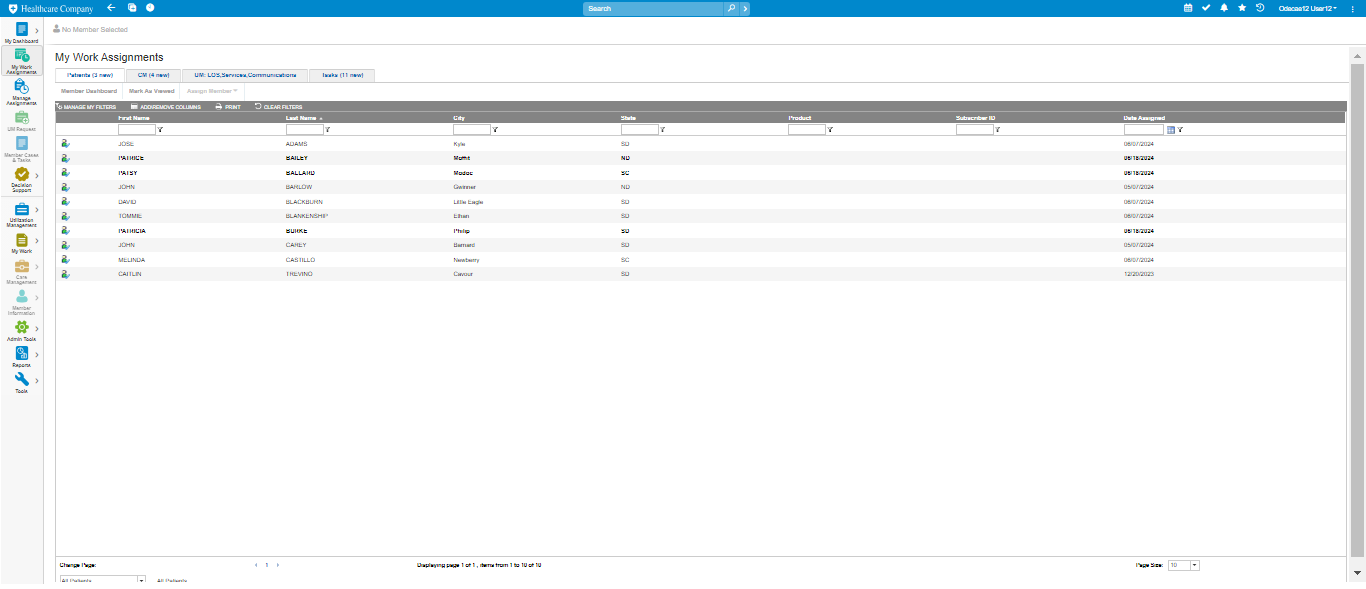 Healthcare Company
Search
Odecae12 User12
My Dashboard
My Work Assignments
Manage Assignments
UM Request
Member Cases & Tasks
Decision Support
Utilization Management
My Work
Care Management
Member Information
Admin Tools
Reports
Tools
No Member Selected
My Work Assignments
Patients (3 new) CM (4 new) UM: LOS,Services,Communications Tasks (11 new)
Member Dashboard Mark As Viewed Assign Member
MANAGE MY FILTERS ADD/REMOVE COLUMNS PRINT CLEAR FILTERS
First Name Last Name City State Product Subscriber ID Date Assigned
JOSE ADAMS Kyle SD 06/07/2024
PATRICE BAILEY Moffit ND 06/18/2024
PATSY BALLARD Modoc SC 06/18/2024
JOHN BARLOW Gwinner ND 05/07/2024
DAVID BLACKBURN Little Eagle SD 06/07/2024
TOMMIE BLANKENSHIP Ethan SD 06/07/2024
PATRICIA BURKE Philip SD 06/18/2024
JOHN CAREY Barnard SD 05/07/2024
MELINDA CASTILLO Newberry SC 06/07/2024
CAITLIN TREVINO Cavour SD 12/20/2023
Change Page: 1 Displaying page 1 of 1 , items from 1 to 10 of 10 Page Size: 10
All Patients All Patients